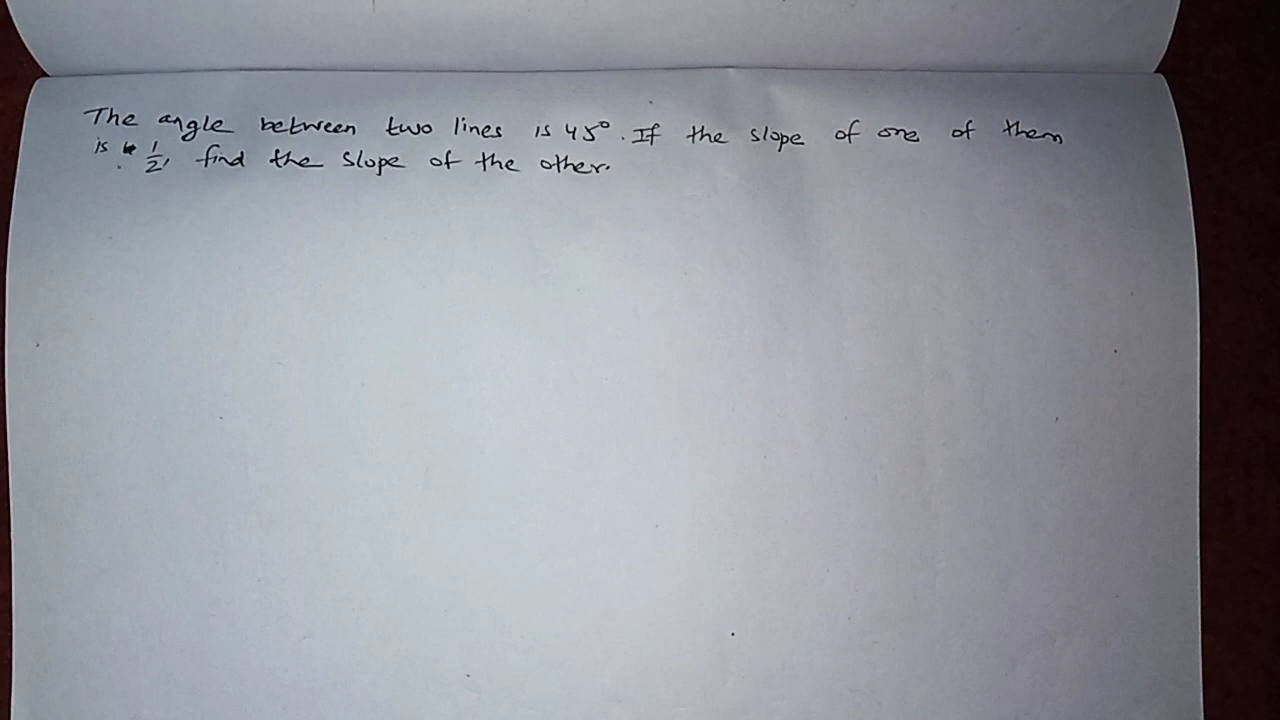 The angle between two lines is 45°. If the slope of one of them
is 1/2, find the slope of the other.